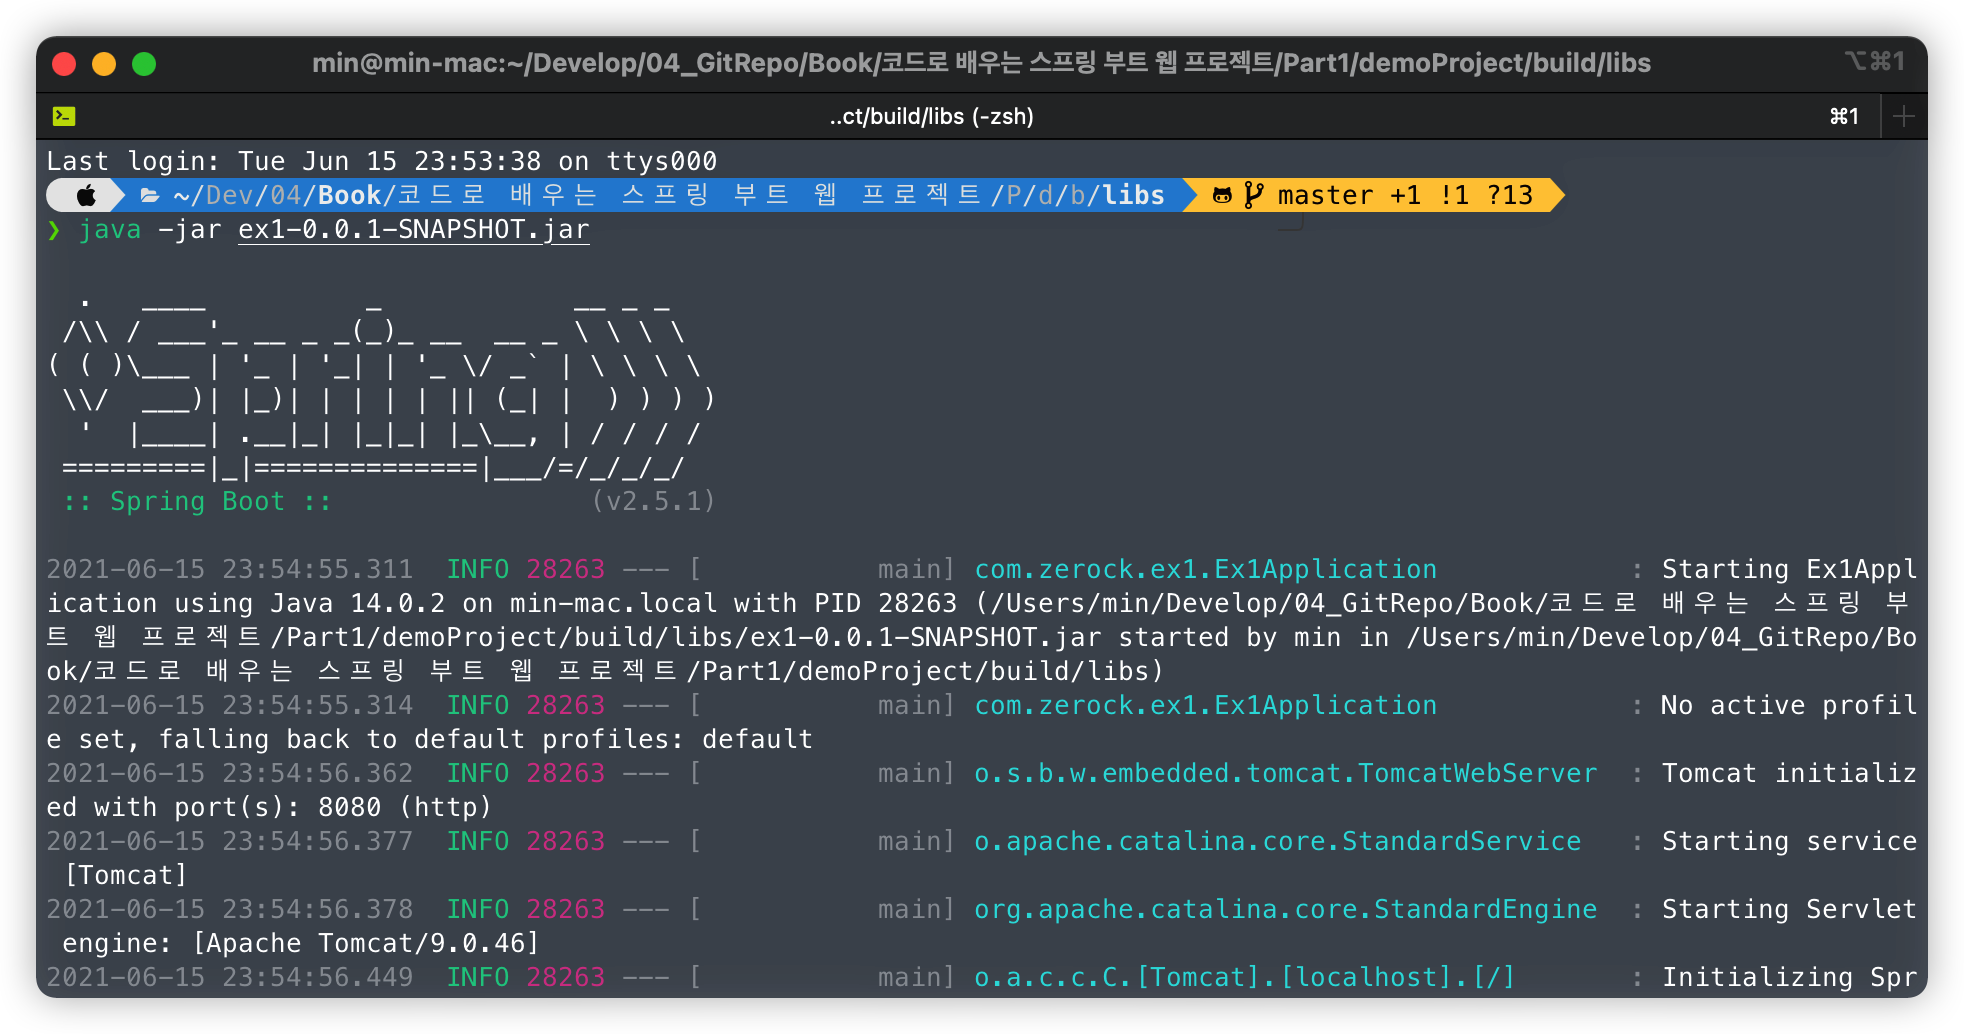 min@min-mac:~/Develop/04_GitRepo/Book/코드로 배우는 스프링 부트 웹 프로젝트/Part1/demoProject/build/libs ⌥⌘1
..ct/build/libs (-zsh) ⌘1
Last login: Tue Jun 15 23:53:38 on ttys000
~/Dev/04/Book/코드로 배우는 스프링 부트 웹 프로젝트/P/d/b/libs master +1 !1 ?13
❯ java -jar ex1-0.0.1-SNAPSHOT.jar
  .   ____          _            __ _ _
 /\\ / ___'_ __ _ _(_)_ __  __ _ \ \ \ \
( ( )\___ | '_ | '_| | '_ \/ _` | \ \ \ \
 \\/  ___)| |_)| | | | | || (_| |  ) ) ) )
  '  |____| .__|_| |_|_| |_\__, | / / / /
 =========|_|==============|___/=/_/_/_/
 :: Spring Boot ::                (v2.5.1)
2021-06-15 23:54:55.311  INFO 28263 --- [           main] com.zerock.ex1.Ex1Application            : Starting Ex1Appl
ication using Java 14.0.2 on min-mac.local with PID 28263 (/Users/min/Develop/04_GitRepo/Book/코드로 배우는 스프링 부
트 웹 프로젝트/Part1/demoProject/build/libs/ex1-0.0.1-SNAPSHOT.jar started by min in /Users/min/Develop/04_GitRepo/Bo
ok/코드로 배우는 스프링 부트 웹 프로젝트/Part1/demoProject/build/libs)
2021-06-15 23:54:55.314  INFO 28263 --- [           main] com.zerock.ex1.Ex1Application            : No active profil
e set, falling back to default profiles: default
2021-06-15 23:54:56.362  INFO 28263 --- [           main] o.s.b.w.embedded.tomcat.TomcatWebServer  : Tomcat initializ
ed with port(s): 8080 (http)
2021-06-15 23:54:56.377  INFO 28263 --- [           main] o.apache.catalina.core.StandardService   : Starting service
 [Tomcat]
2021-06-15 23:54:56.378  INFO 28263 --- [           main] org.apache.catalina.core.StandardEngine  : Starting Servlet
 engine: [Apache Tomcat/9.0.46]
2021-06-15 23:54:56.449  INFO 28263 --- [           main] o.a.c.c.C.[Tomcat].[localhost].[/]       : Initializing Spr